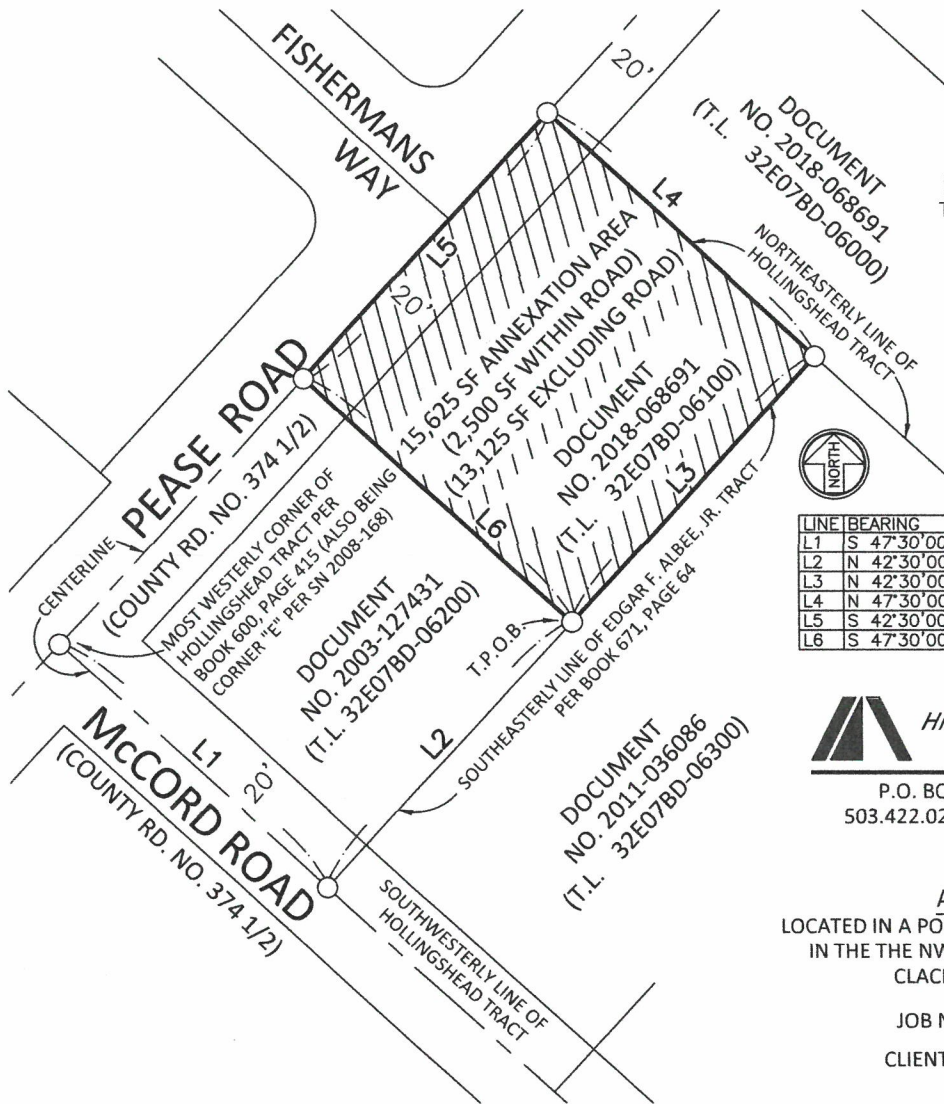 FISHERMANS
WAY
20'
DOCUMENT
NO. 2018-068691
(T.L. 32E07BD-06000)
T
L4
NORTHEASTERLY LINE OF
HOLLINGSHEAD TRACT
L5
20'
15,625 SF ANNEXATION AREA
(2,500 SF WITHIN ROAD)
(13,125 SF EXCLUDING ROAD)
DOCUMENT
NO. 2018-068691
(T.L. 32E07BD-06100)
L3
L6
PEASE ROAD
(COUNTY RD. NO. 374 1/2)
CENTERLINE
MOST WESTERLY CORNER OF
HOLLINGSHEAD TRACT PER
BOOK 600, PAGE 415 (ALSO BEING
CORNER "E" PER SN 2008-168)
DOCUMENT
NO. 2003-127431
(T.L. 32E07BD-06200)
T.P.O.B.
SOUTHEASTERLY LINE OF EDGAR F. ALBEE, JR. TRACT
PER BOOK 671, PAGE 64
L2
L1
20'
McCORD ROAD
(COUNTY RD. NO. 374 1/2)
DOCUMENT
NO. 2011-036086
(T.L. 32E07BD-06300)
SOUTHWESTERLY LINE OF
HOLLINGSHEAD TRACT
NORTH
LINE BEARING
L1 S 47°30'00
L2 N 42°30'00
L3 N 42°30'00
L4 N 47°30'00
L5 S 42°30'00
L6 S 47°30'00
P.O. BO
503.422.02
A
LOCATED IN A PO
IN THE THE NW
CLAC
JOB N
CLIENT